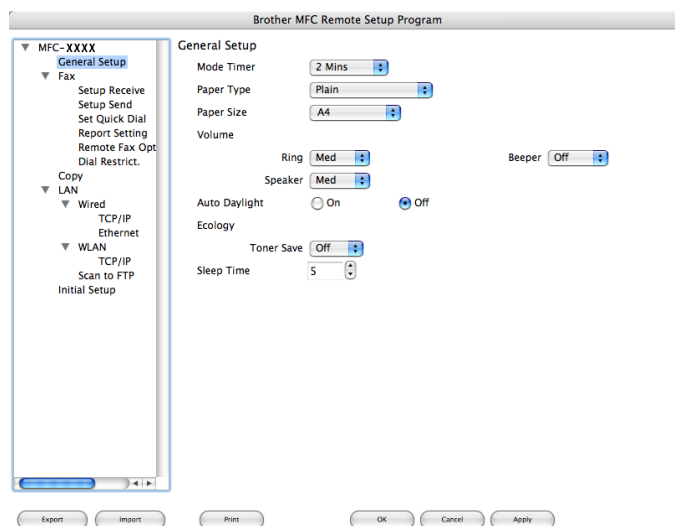 Brother MFC Remote Setup Program
MFC-XXXX
General Setup
Fax
Setup Receive
Setup Send
Set Quick Dial
Report Setting
Remote Fax Opt
Dial Restrict.
Copy
LAN
Wired
TCP/IP
Ethernet
WLAN
TCP/IP
Scan to FTP
Initial Setup
General Setup
Mode Timer 2 Mins
Paper Type Plain
Paper Size A4
Volume
Ring Med Beeper Off
Speaker Med
Auto Daylight On Off
Ecology
Toner Save Off
Sleep Time 5
Export Import Print OK Cancel Apply